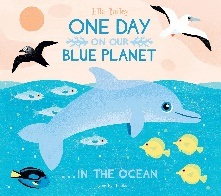 Ella Bailey
ONE DAY
ON OUR
BLUE PLANET
...... IN THE OCEAN